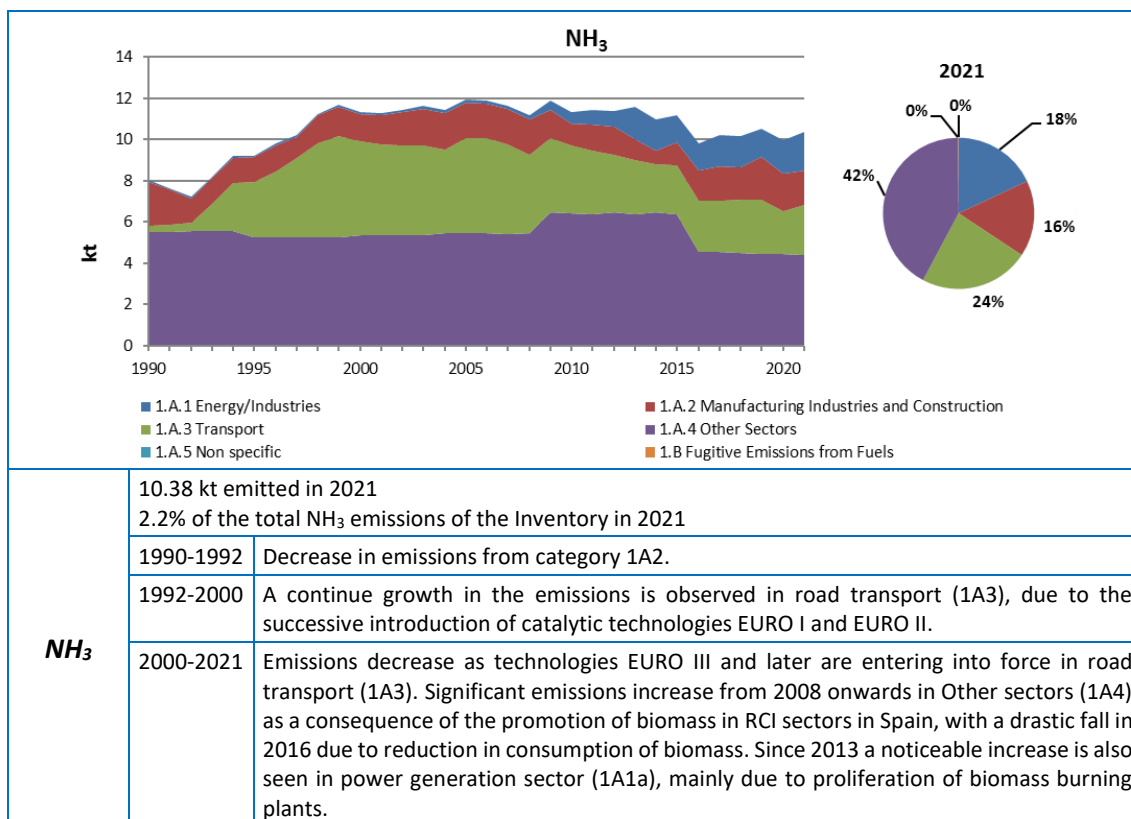 NH₃
14
12
10
8
6
4
2
0
kt
1990
1995
2000
2005
2010
2015
2020
2021
0%
0%
18%
42%
16%
24%
1.A.1 Energy/Industries
1.A.2 Manufacturing Industries and Construction
1.A.3 Transport
1.A.4 Other Sectors
1.A.5 Non specific
1.B Fugitive Emissions from Fuels
NH₃
10.38 kt emitted in 2021
2.2% of the total NH₃ emissions of the Inventory in 2021
1990-1992 Decrease in emissions from category 1A2.
1992-2000 A continue growth in the emissions is observed in road transport (1A3), due to the
successive introduction of catalytic technologies EURO I and EURO II.
2000-2021 Emissions decrease as technologies EURO III and later are entering into force in road
transport (1A3). Significant emissions increase from 2008 onwards in Other sectors (1A4)
as a consequence of the promotion of biomass in RCI sectors in Spain, with a drastic fall in
2016 due to reduction in consumption of biomass. Since 2013 a noticeable increase is also
seen in power generation sector (1A1a), mainly due to proliferation of biomass burning
plants.